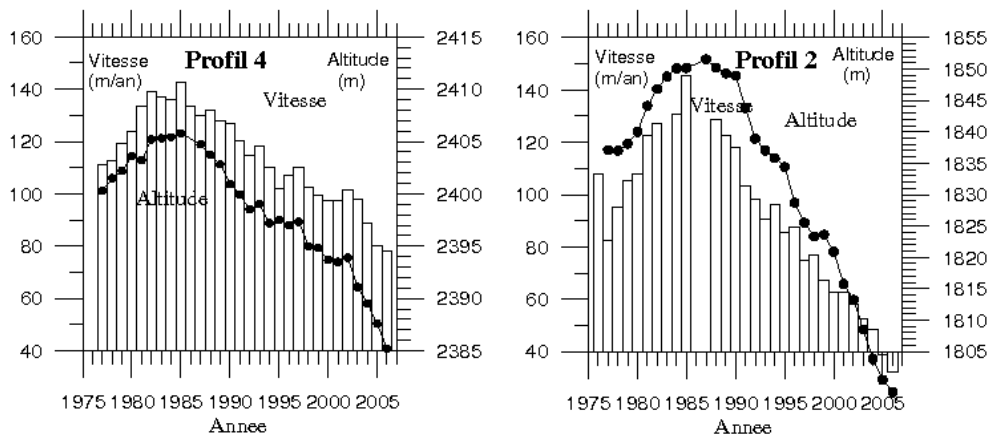 160
140
120
100
80
60
40
Vitesse
(m/an)
Profil 4
Altitude
(m)
Vitesse
Altitude
2415
2410
2405
2400
2395
2390
2385
1975 1980 1985 1990 1995 2000 2005
Annee
160
140
120
100
80
60
40
Vitesse
(m/an)
Profil 2
Altitude
(m)
Vitesse
Altitude
1855
1850
1845
1840
1835
1830
1825
1820
1815
1810
1805
1975 1980 1985 1990 1995 2000 2005
Annee